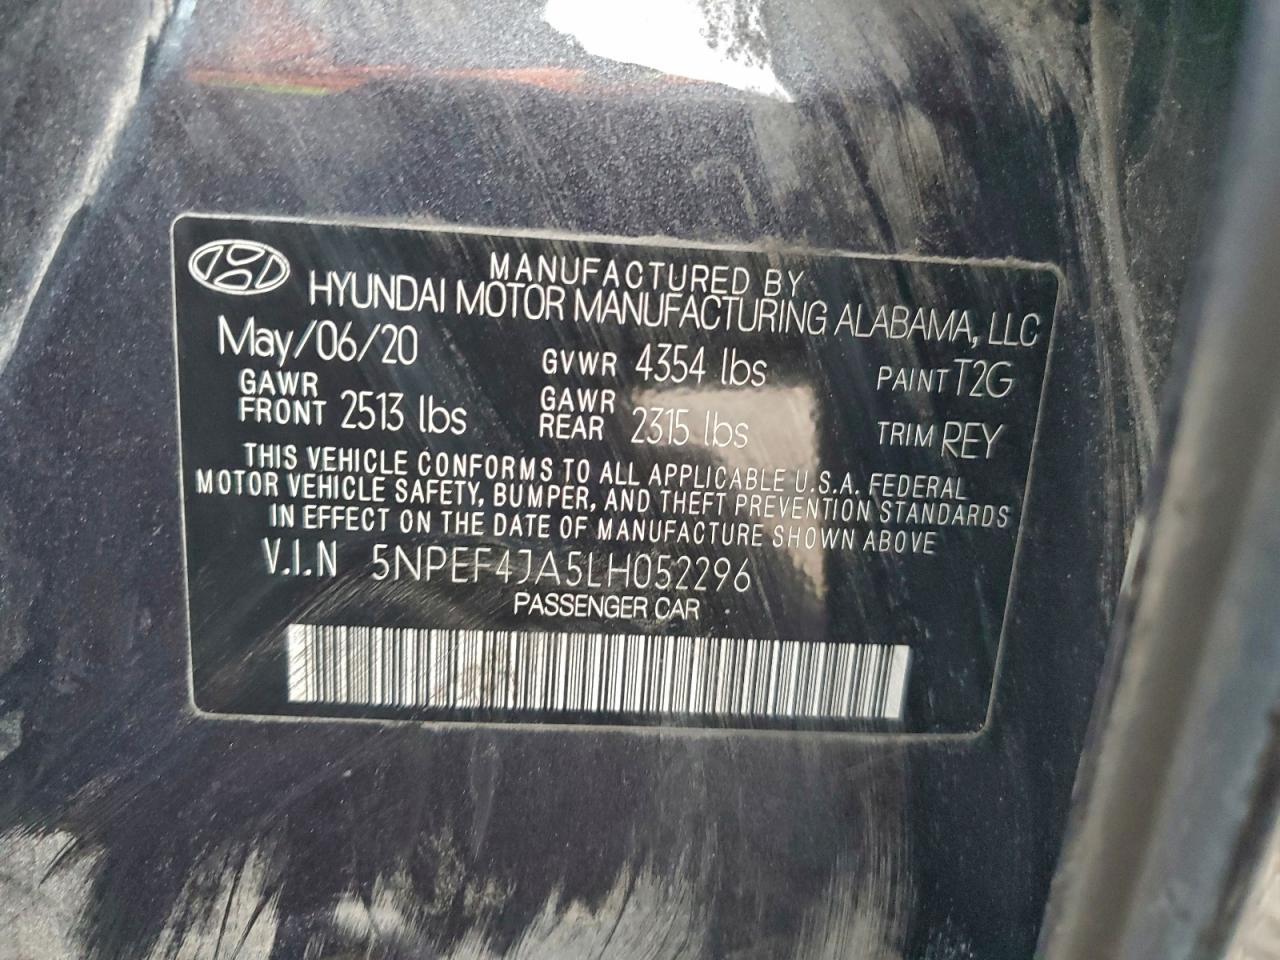 MANUFACTURED BY
HYUNDAI MOTOR MANUFACTURING ALABAMA, LLC
May/06/20 GVWR 4354 lbs PAINT T2G
GAWR FRONT 2513 lbs GAWR REAR 2315 lbs TRIM REY
THIS VEHICLE CONFORMS TO ALL APPLICABLE U.S.A. FEDERAL
MOTOR VEHICLE SAFETY, BUMPER, AND THEFT PREVENTION STANDARDS
IN EFFECT ON THE DATE OF MANUFACTURE SHOWN ABOVE
V.I.N 5NPEF4JA5LH052296
PASSENGER CAR